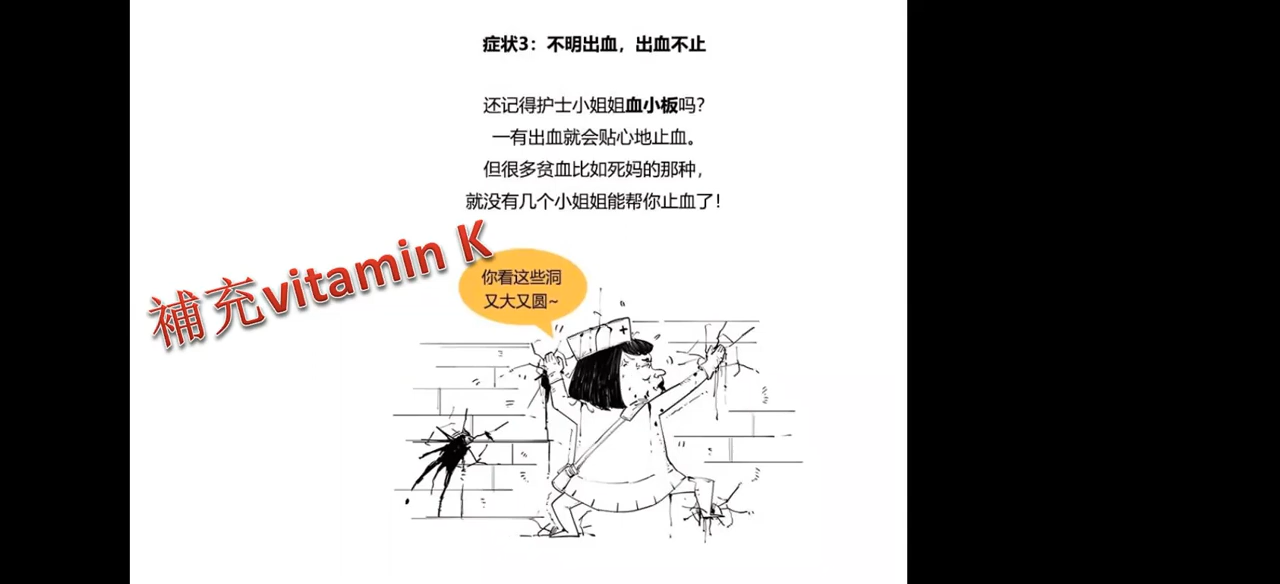 症状3：不明出血，出血不止
还记得护士小姐姐血小板吗？
一有出血就会贴心地止血。
但很多贫血比如死妈的那种，
就没有几个小姐姐能帮你止血了！
補充vitamin K
你看这些洞
又大又圆~